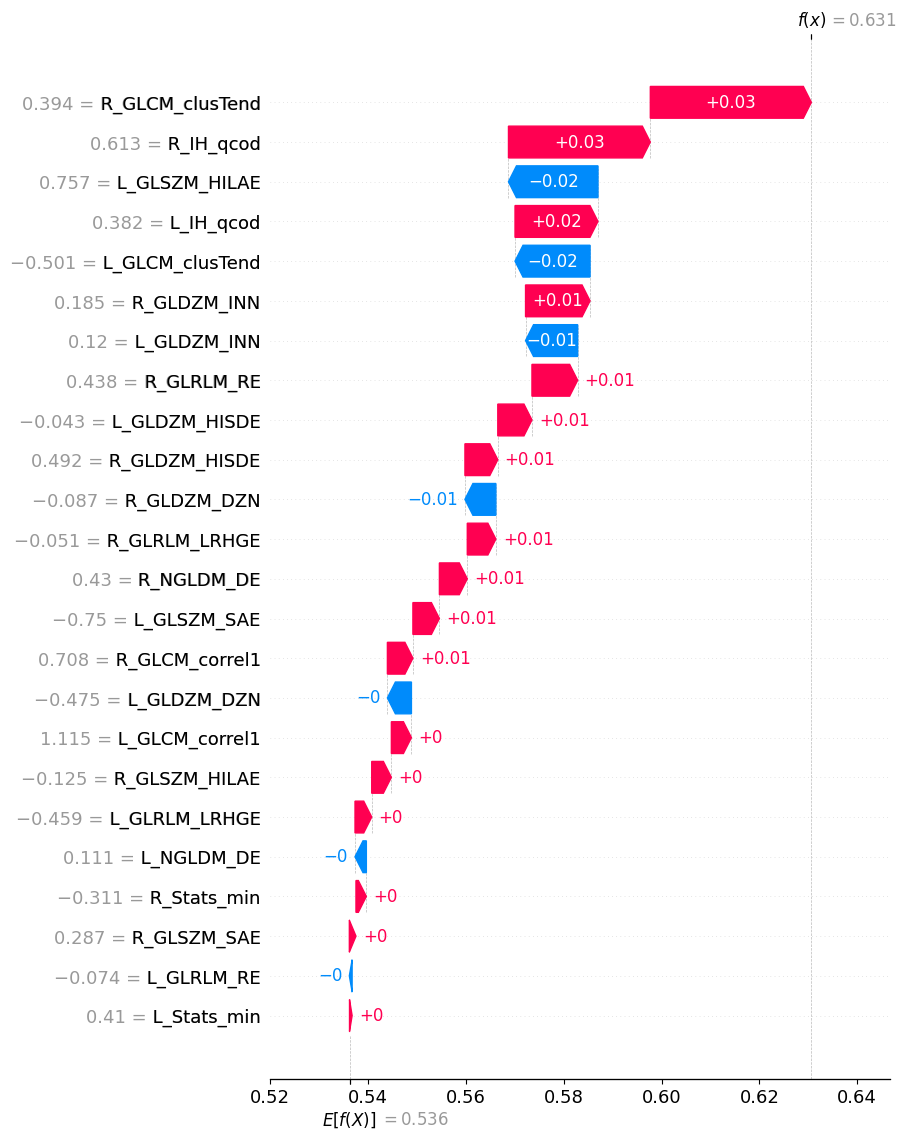 f(x) = 0.631
0.394 = R_GLCM_clusTend +0.03
0.613 = R_IH_qcod +0.03
0.757 = L_GLSZM_HILAE −0.02
0.382 = L_IH_qcod +0.02
−0.501 = L_GLCM_clusTend −0.02
0.185 = R_GLDZM_INN +0.01
0.12 = L_GLDZM_INN −0.01
0.438 = R_GLRLM_RE +0.01
−0.043 = L_GLDZM_HISDE +0.01
0.492 = R_GLDZM_HISDE +0.01
−0.087 = R_GLDZM_DZN −0.01
−0.051 = R_GLRLM_LRHGE +0.01
0.43 = R_NGLDM_DE +0.01
−0.75 = L_GLSZM_SAE +0.01
0.708 = R_GLCM_correl1 +0.01
−0.475 = L_GLDZM_DZN −0
1.115 = L_GLCM_correl1 +0
−0.125 = R_GLSZM_HILAE +0
−0.459 = L_GLRLM_LRHGE +0
0.111 = L_NGLDM_DE −0
−0.311 = R_Stats_min +0
0.287 = R_GLSZM_SAE +0
−0.074 = L_GLRLM_RE −0
0.41 = L_Stats_min +0
0.52 0.54 0.56 0.58 0.60 0.62 0.64
E[f(X)] = 0.536